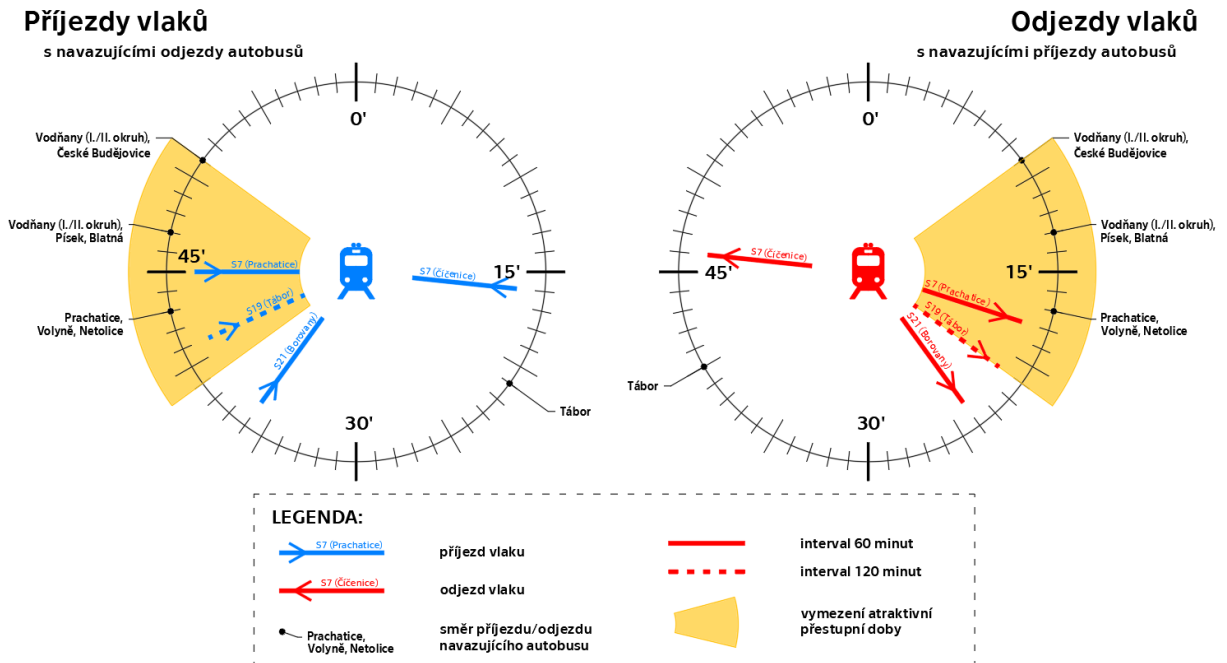 Příjezdy vlaků
s navazujícími odjezdy autobusů
0'
15'
30'
45'
Vodňany (I./II. okruh),
České Budějovice
Vodňany (I./II. okruh),
Písek, Blatná
Prachatice,
Volyně, Netolice
Tábor
S7 (Prachatice)
S19 (Tábor)
S21 (Borovany)
S7 (Číčenice)
Odjezdy vlaků
s navazujícími příjezdy autobusů
0'
15'
30'
45'
Vodňany (I./II. okruh),
České Budějovice
Vodňany (I./II. okruh),
Písek, Blatná
Prachatice,
Volyně, Netolice
Tábor
S7 (Číčenice)
S7 (Prachatice)
S19 (Tábor)
S21 (Borovany)
LEGENDA:
S7 (Prachatice)
příjezd vlaku
S7 (Číčenice)
odjezd vlaku
Prachatice,
Volyně, Netolice
směr příjezdu/odjezdu
navazujícího autobusu
interval 60 minut
interval 120 minut
vymezení atraktivní
přestupní doby